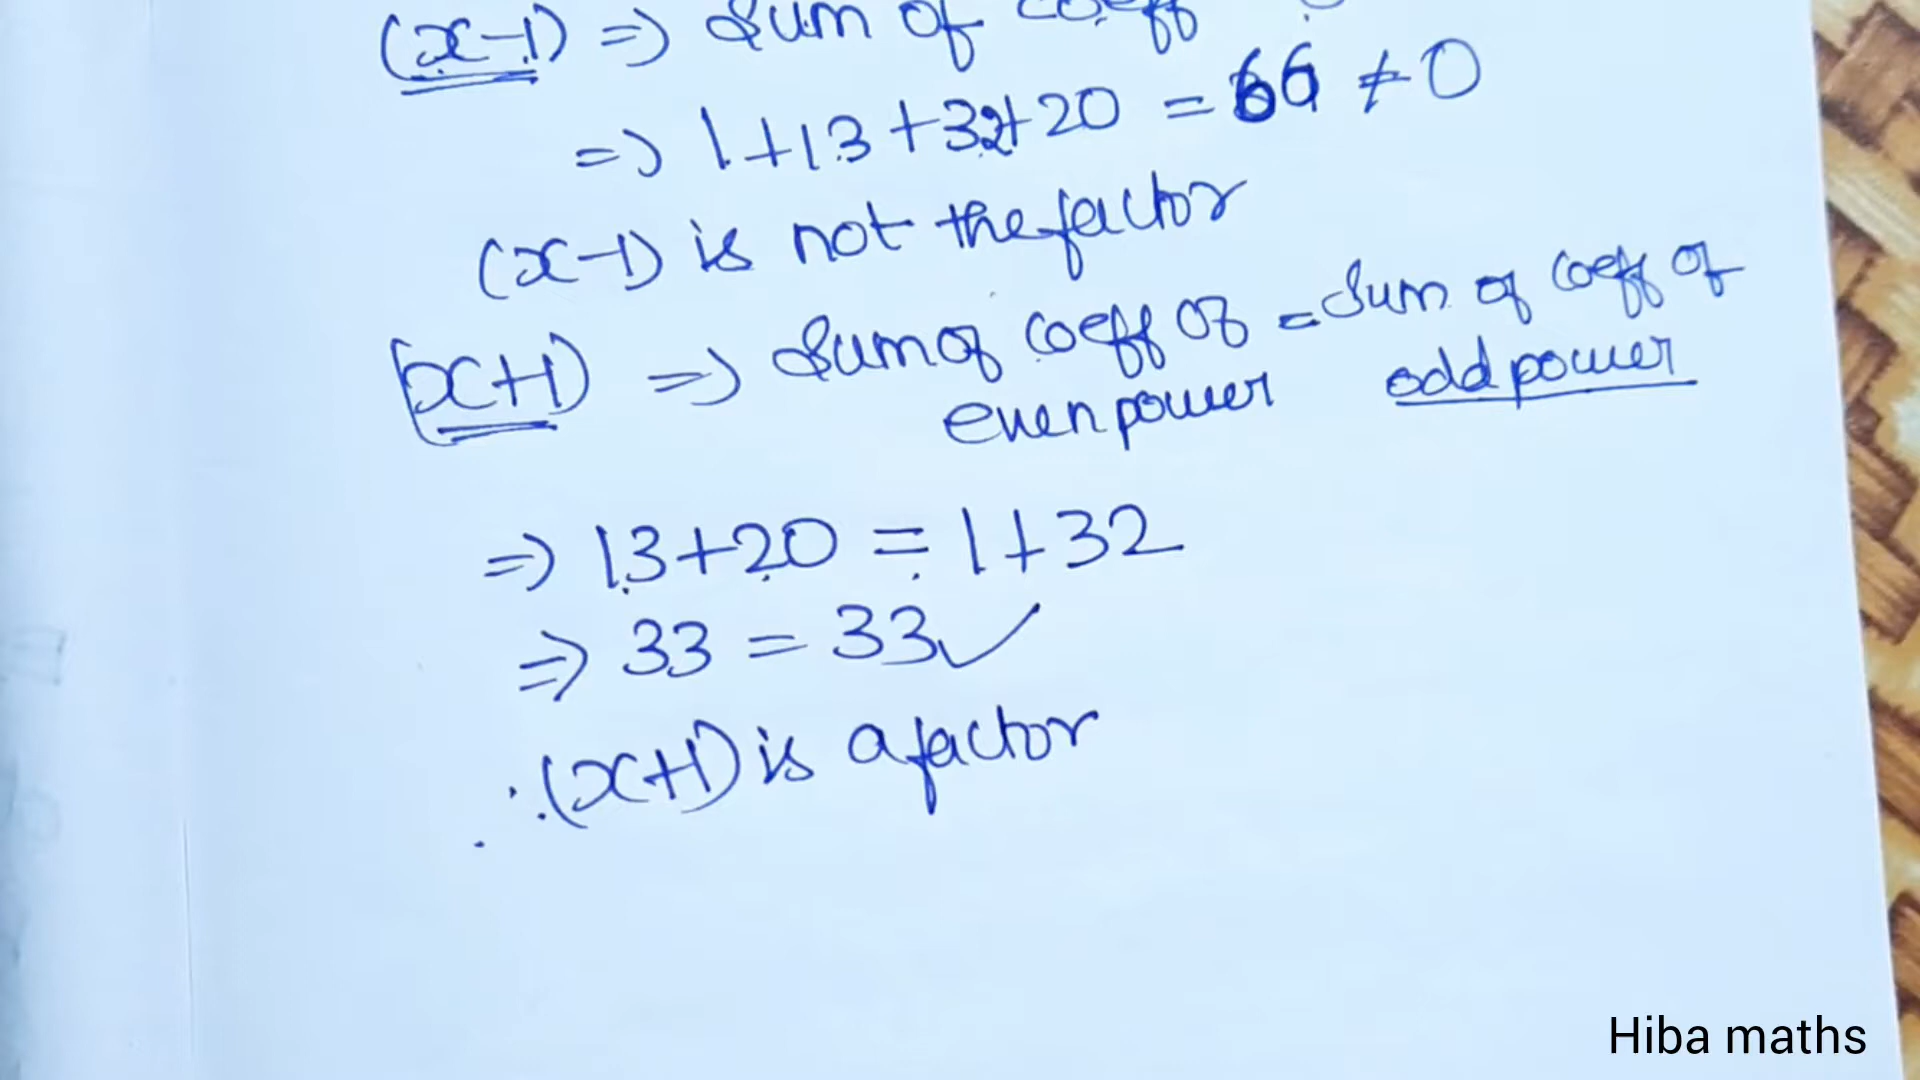 (x-1) => Sum of coeff
=> 1+13+32+20 = 66 ≠ 0
(x-1) is not the factor
(x+1) => Sum of coeff of even power = Sum of coeff of odd power
=> 13+20 = 1+32
=> 33 = 33✓
∴ (x+1) is a factor
Hiba maths